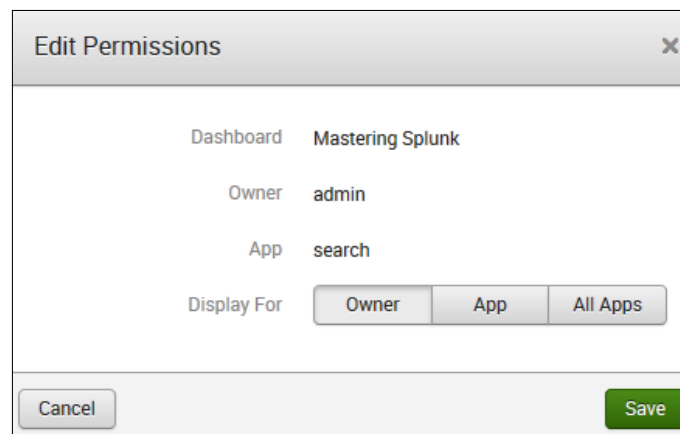 Edit Permissions ×
Dashboard Mastering Splunk
Owner admin
App search
Display For Owner App All Apps
Cancel Save